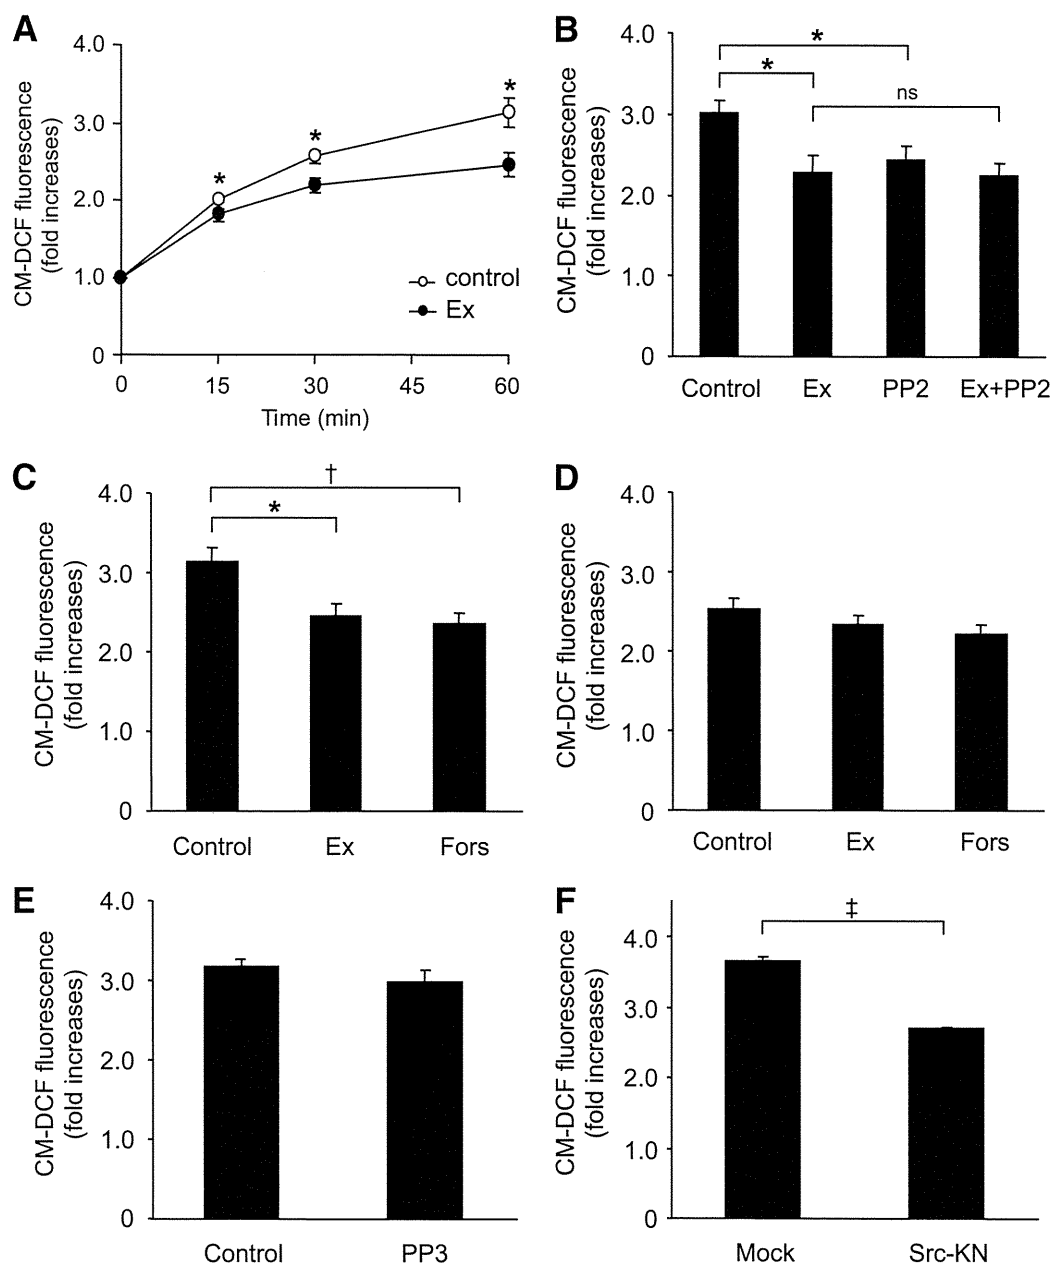 A
CM-DCF fluorescence
(fold increases)
4.0
3.0
2.0
1.0
0
*
*
*
control
Ex
0
15
30
45
60
Time (min)
B
CM-DCF fluorescence
(fold increases)
4.0
3.0
2.0
1.0
0
*
*
ns
Control
Ex
PP2
Ex+PP2
C
CM-DCF fluorescence
(fold increases)
4.0
3.0
2.0
1.0
0
†
*
Control
Ex
Fors
D
CM-DCF fluorescence
(fold increases)
4.0
3.0
2.0
1.0
0
Control
Ex
Fors
E
CM-DCF fluorescence
(fold increases)
4.0
3.0
2.0
1.0
0
Control
PP3
F
CM-DCF fluorescence
(fold increases)
4.0
3.0
2.0
1.0
0
‡
Mock
Src-KN